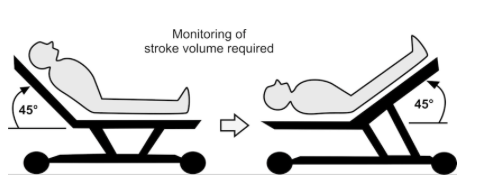 Monitoring of
stroke volume required
45°
45°